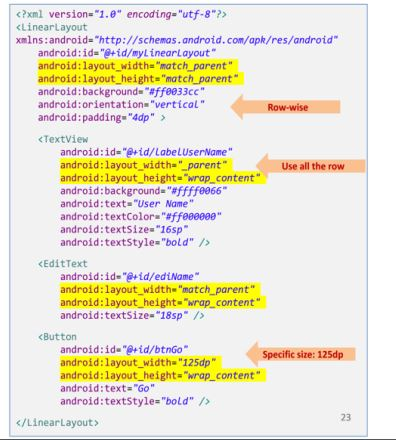 <?xml version="1.0" encoding="utf-8"?>
<LinearLayout
xmlns:android="http://schemas.android.com/apk/res/android"
android:id="@+id/myLinearLayout"
android:layout_width="match_parent"
android:layout_height="match_parent"
android:background="#ff0033cc"
android:orientation="vertical"
Row-wise
android:padding="4dp" >
<TextView
android:id="@+id/LabelUserName"
android:layout_width="_parent"
Use all the row
android:layout_height="wrap_content"
android:background="#ffff0066"
android:text="User Name"
android:textColor="#ff000000"
android:textSize="16sp"
android:textStyle="bold" />
<EditText
android:id="@+id/ediName"
android:layout_width="match_parent"
android:layout_height="wrap_content"
android:textSize="18sp" />
<Button
android:id="@+id/btnGo"
Specific size: 125dp
android:layout_width="125dp"
android:layout_height="wrap_content"
android:text="Go"
android:textStyle="bold" />
</LinearLayout>
23